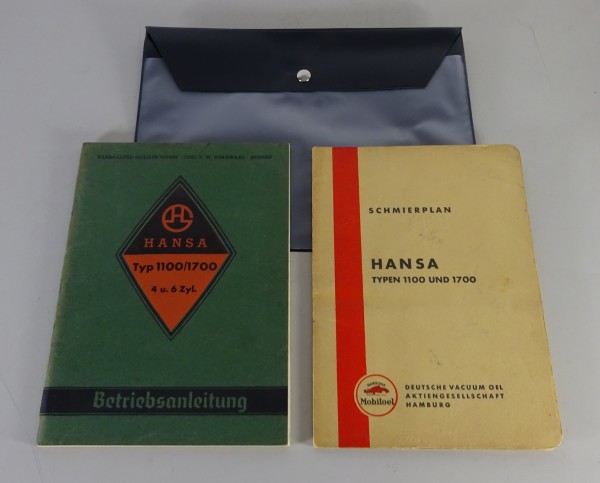 HANSA
Typ 1100/1700
4 u. 6 Zyl.
Betriebsanleitung
SCHMIERPLAN
HANSA
TYPEN 1100 UND 1700
Mobiloel
DEUTSCHE VACUUM OEL
AKTIENGESELLSCHAFT
HAMBURG